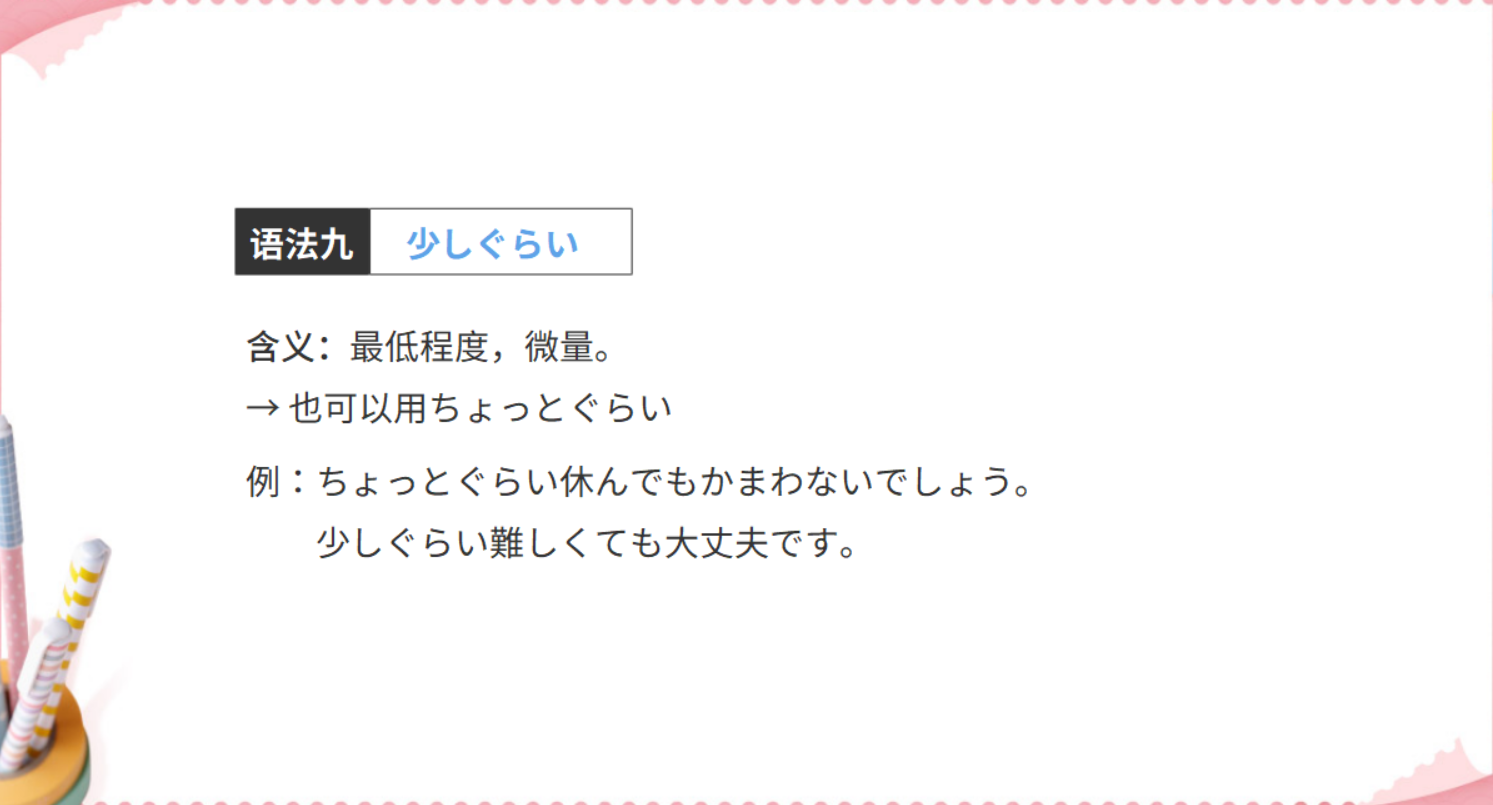 语法九 少しぐらい
含义：最低程度，微量。
→ 也可以用ちょっとぐらい
例：ちょっとぐらい休んでもかまわないでしょう。
少しぐらい難しくても大丈夫です。